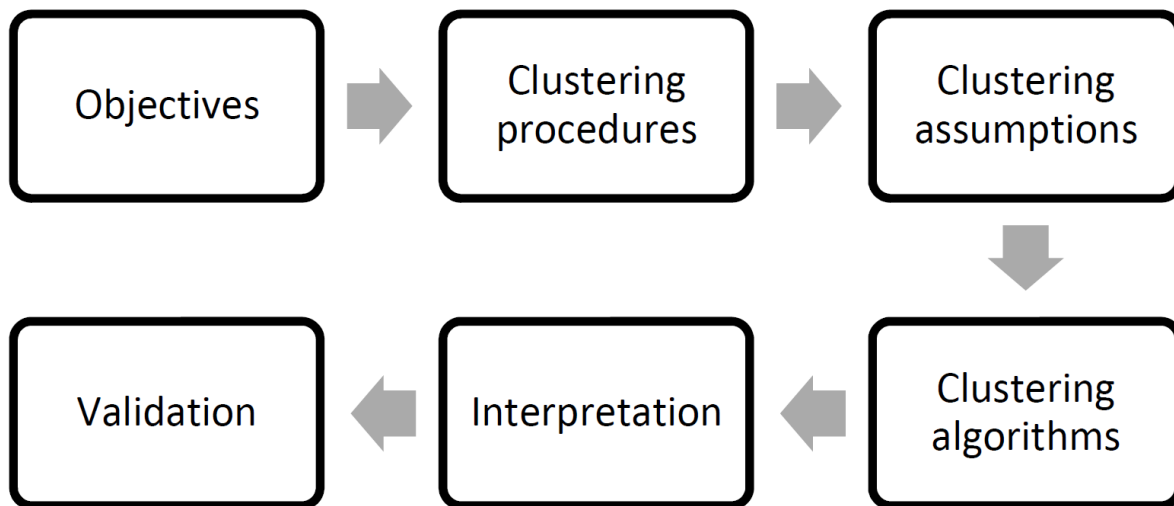 Objectives
Clustering
procedures
Clustering
assumptions
Clustering
algorithms
Interpretation
Validation